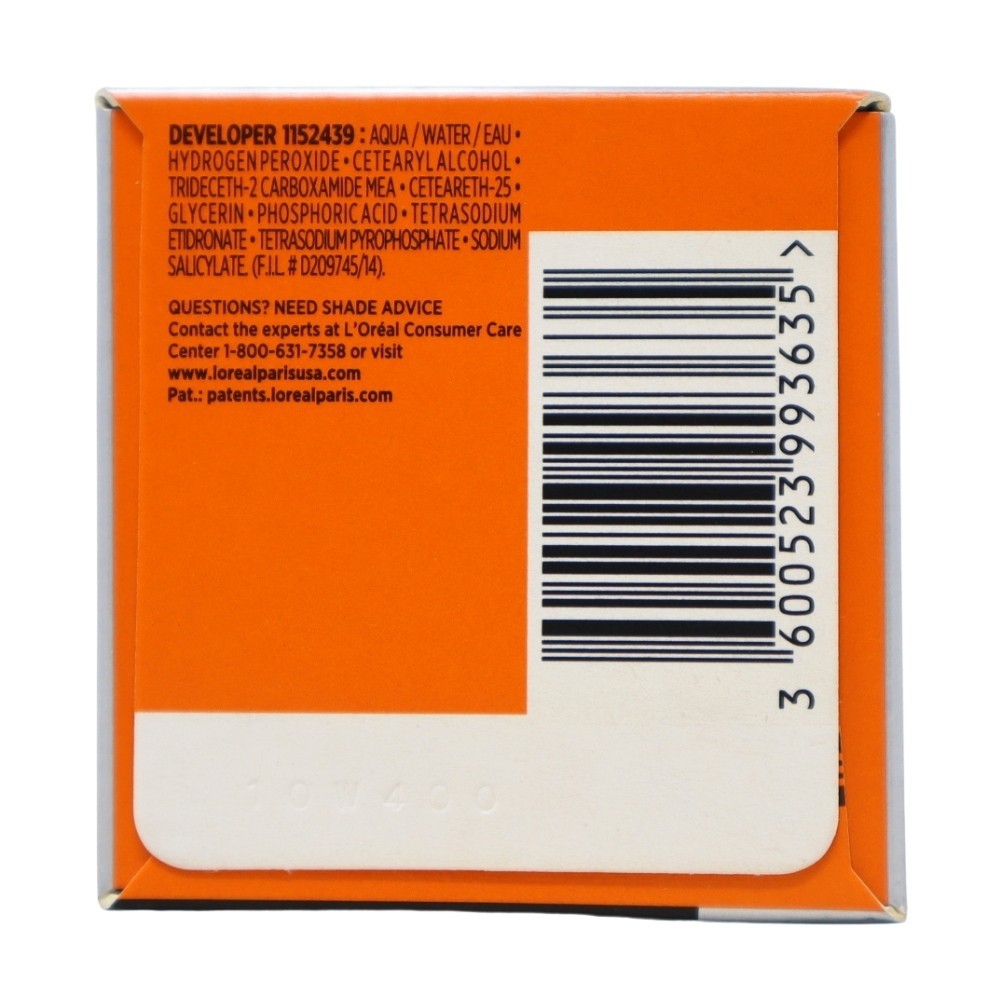 DEVELOPER 1152439 : AQUA / WATER / EAU •
HYDROGEN PEROXIDE • CETEARYL ALCOHOL •
TRIDECETH-2 CARBOXAMIDE MEA • CETEARETH-25 •
GLYCERIN • PHOSPHORIC ACID • TETRASODIUM
ETIDRONATE • TETRASODIUM PYROPHOSPHATE • SODIUM
SALICYLATE. (F.I.L. # D209745/14).
QUESTIONS? NEED SHADE ADVICE
Contact the experts at L'Oréal Consumer Care
Center 1-800-631-7358 or visit
www.lorealparisusa.com
Pat.: patents.lorealparis.com
3 600523 993635 >
10W400